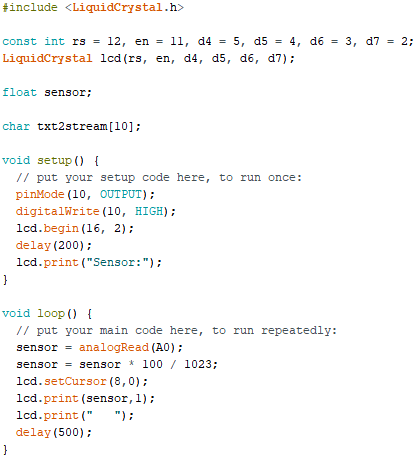 #include <LiquidCrystal.h>
const int rs = 12, en = 11, d4 = 5, d5 = 4, d6 = 3, d7 = 2;
LiquidCrystal lcd(rs, en, d4, d5, d6, d7);
float sensor;
char txt2stream[10];
void setup() {
  // put your setup code here, to run once:
  pinMode(10, OUTPUT);
  digitalWrite(10, HIGH);
  lcd.begin(16, 2);
  delay(200);
  lcd.print("Sensor:");
}
void loop() {
  // put your main code here, to run repeatedly:
  sensor = analogRead(A0);
  sensor = sensor * 100 / 1023;
  lcd.setCursor(8,0);
  lcd.print(sensor,1);
  lcd.print("   ");
  delay(500);
}